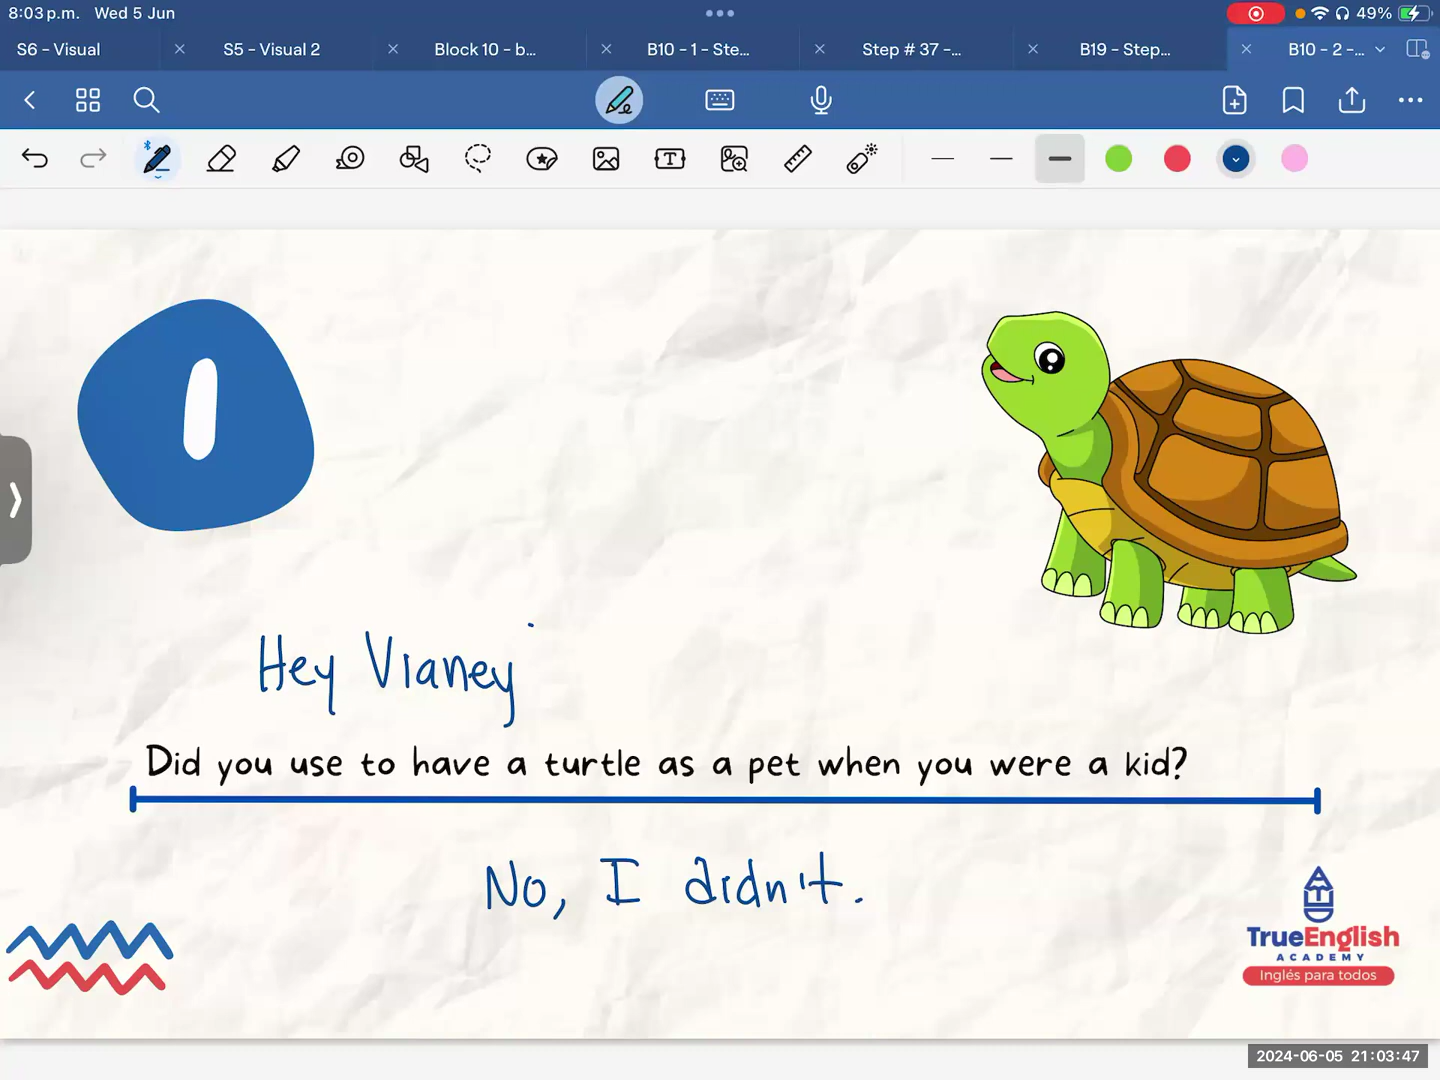 8:03 p.m. Wed 5 Jun
49%
S6 - Visual
S5 - Visual 2
Block 10 - b...
B10 - 1 - Ste...
Step # 37 -...
B19 - Step...
B10 - 2 -...
1
Hey Vianey
Did you use to have a turtle as a pet when you were a kid?
No, I didn't.
TrueEnglish
ACADEMY
Inglés para todos
2024-06-05 21:03:47